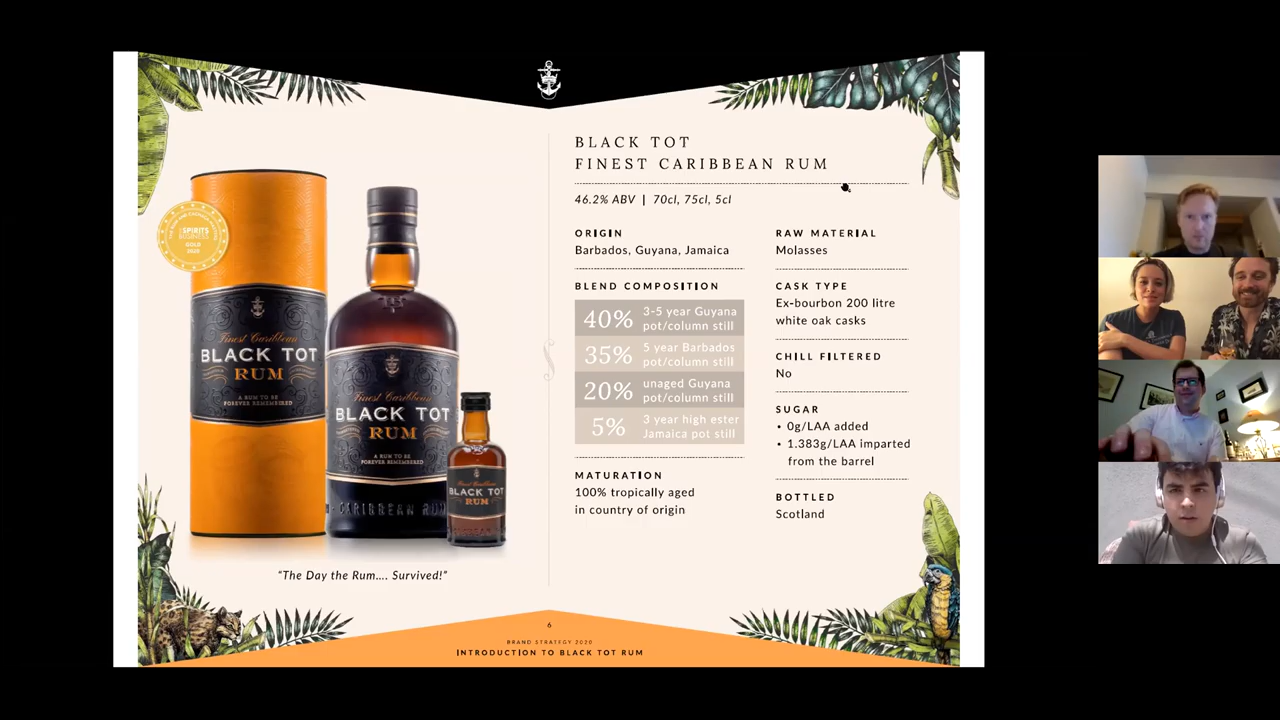 BLACK TOT
FINEST CARIBBEAN RUM
46.2% ABV | 70cl, 75cl, 5cl
ORIGIN
Barbados, Guyana, Jamaica
BLEND COMPOSITION
40% 3-5 year Guyana
pot/column still
35% 5 year Barbados
pot/column still
20% unaged Guyana
pot/column still
5% 3 year high ester
Jamaica pot still
MATURATION
100% tropically aged
in country of origin
RAW MATERIAL
Molasses
CASK TYPE
Ex-bourbon 200 litre
white oak casks
CHILL FILTERED
No
SUGAR
• 0g/LAA added
• 1.383g/LAA imparted
from the barrel
BOTTLED
Scotland
SPIRITS
BUSINESS
GOLD
2020
Finest Caribbean
BLACK TOT
RUM
A RUM TO BE
FOREVER REMEMBERED
Finest Caribbean
BLACK TOT
RUM
A RUM TO BE
FOREVER REMEMBERED
CARIBBEAN RUM
Finest Caribbean
BLACK TOT
RUM
"The Day the Rum.... Survived!"
6
BRAND STRATEGY 2020
INTRODUCTION TO BLACK TOT RUM